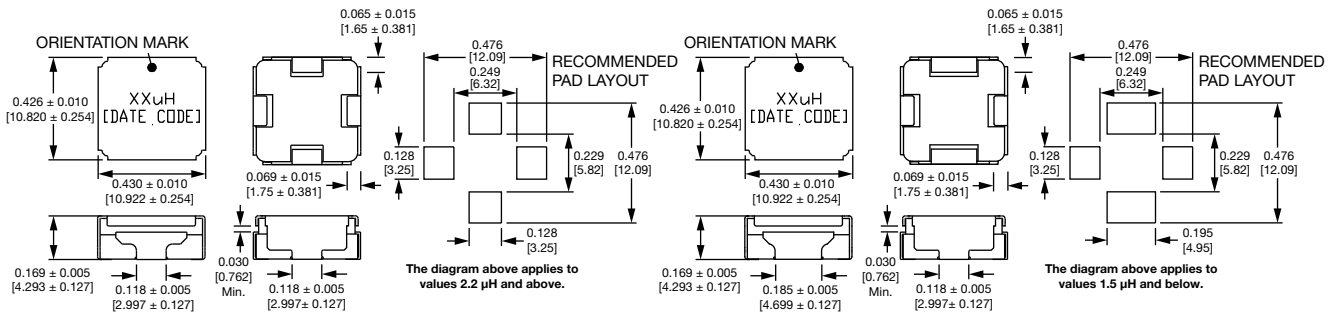 ORIENTATION MARK
XXuH
[DATE CODE]
0.426 ± 0.010
[10.820 ± 0.254]
0.430 ± 0.010
[10.922 ± 0.254]
0.065 ± 0.015
[1.65 ± 0.381]
0.069 ± 0.015
[1.75 ± 0.381]
0.476
[12.09]
0.249
[6.32]
RECOMMENDED
PAD LAYOUT
0.128
[3.25]
0.229
[5.82]
0.476
[12.09]
0.128
[3.25]
0.169 ± 0.005
[4.293 ± 0.127]
0.118 ± 0.005
[2.997 ± 0.127]
0.030
[0.762]
Min.
0.118 ± 0.005
[2.997 ± 0.127]
The diagram above applies to
values 2.2 µH and above.
ORIENTATION MARK
XXuH
[DATE CODE]
0.426 ± 0.010
[10.820 ± 0.254]
0.430 ± 0.010
[10.922 ± 0.254]
0.065 ± 0.015
[1.65 ± 0.381]
0.069 ± 0.015
[1.75 ± 0.381]
0.476
[12.09]
0.249
[6.32]
RECOMMENDED
PAD LAYOUT
0.128
[3.25]
0.229
[5.82]
0.476
[12.09]
0.195
[4.95]
0.169 ± 0.005
[4.293 ± 0.127]
0.185 ± 0.005
[4.699 ± 0.127]
0.030
[0.762]
Min.
0.118 ± 0.005
[2.997± 0.127]
The diagram above applies to
values 1.5 µH and below.